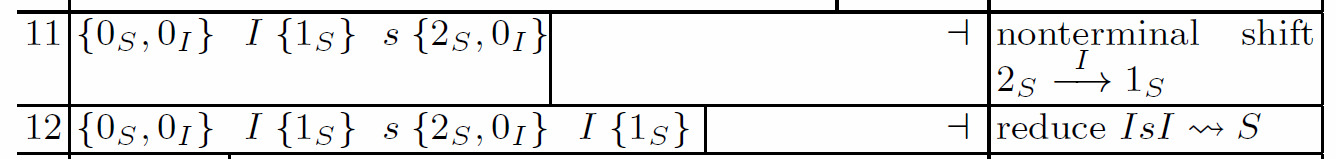 11 {0_S, 0_I} I {1_S} s {2_S, 0_I} ⊣ nonterminal shift
2_S \xrightarrow{I} 1_S
12 {0_S, 0_I} I {1_S} s {2_S, 0_I} I {1_S} ⊣ reduce IsI ⇝ S